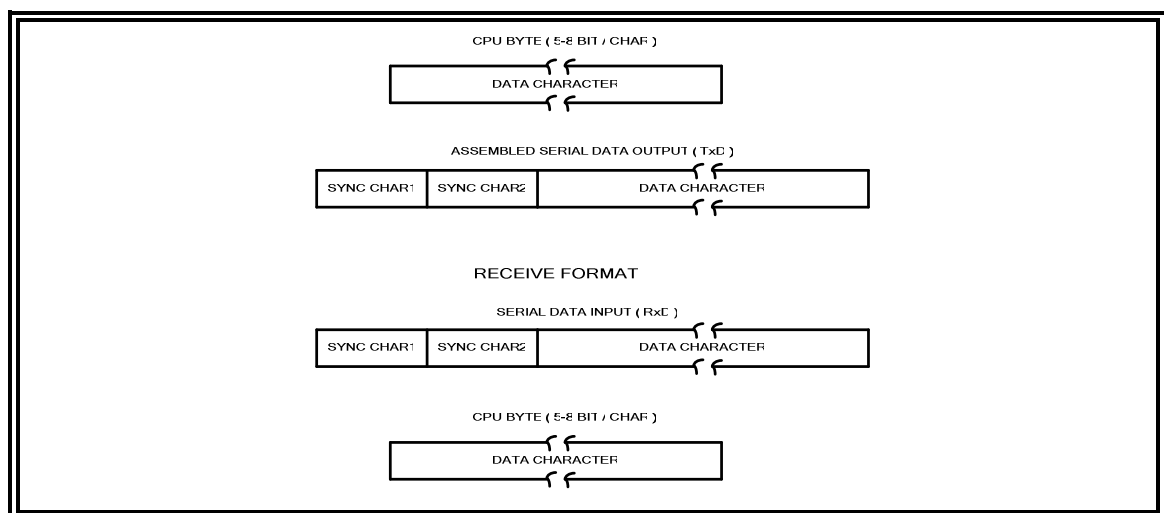 CPU BYTE ( 5-8 BIT / CHAR )
DATA CHARACTER
ASSEMBLED SERIAL DATA OUTPUT ( TxD )
SYNC CHAR1 SYNC CHAR2 DATA CHARACTER
RECEIVE FORMAT
SERIAL DATA INPUT ( RxD )
SYNC CHAR1 SYNC CHAR2 DATA CHARACTER
CPU BYTE ( 5-8 BIT / CHAR )
DATA CHARACTER